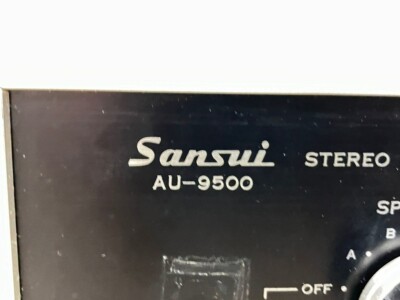 Sansui STEREO
AU-9500
SP
B
A
OFF